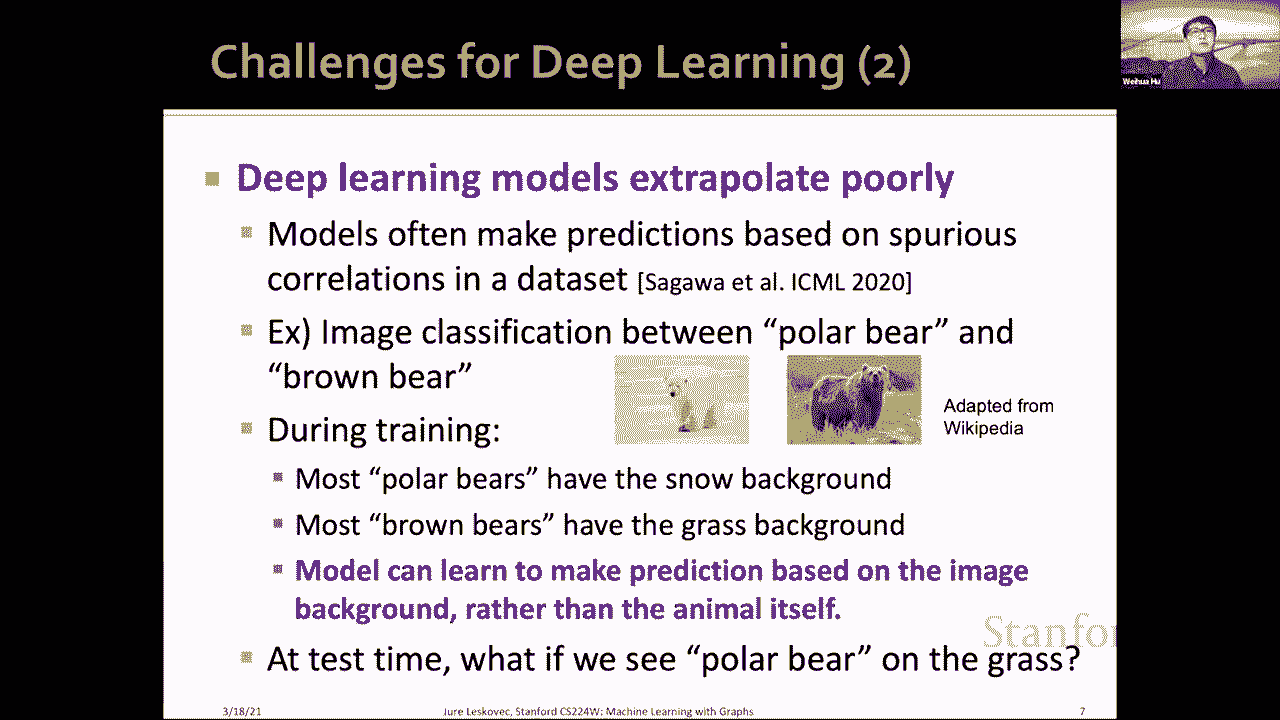 Challenges for Deep Learning (2)
Weihua Hu
Deep learning models extrapolate poorly
Models often make predictions based on spurious
correlations in a dataset [Sagawa et al. ICML 2020]
Ex) Image classification between “polar bear” and
“brown bear”
Adapted from
Wikipedia
During training:
Most “polar bears” have the snow background
Most “brown bears” have the grass background
Model can learn to make prediction based on the image
background, rather than the animal itself.
Stanfor
At test time, what if we see “polar bear” on the grass?
3/18/21
Jure Leskovec, Stanford CS224W: Machine Learning with Graphs
7